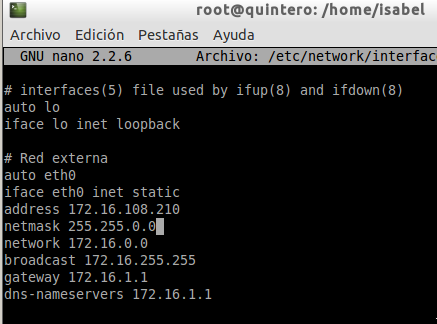 root@quintero: /home/isabel
Archivo Edición Pestañas Ayuda
GNU nano 2.2.6 Archivo: /etc/network/interfac
# interfaces(5) file used by ifup(8) and ifdown(8)
auto lo
iface lo inet loopback
# Red externa
auto eth0
iface eth0 inet static
address 172.16.108.210
netmask 255.255.0.0
network 172.16.0.0
broadcast 172.16.255.255
gateway 172.16.1.1
dns-nameservers 172.16.1.1